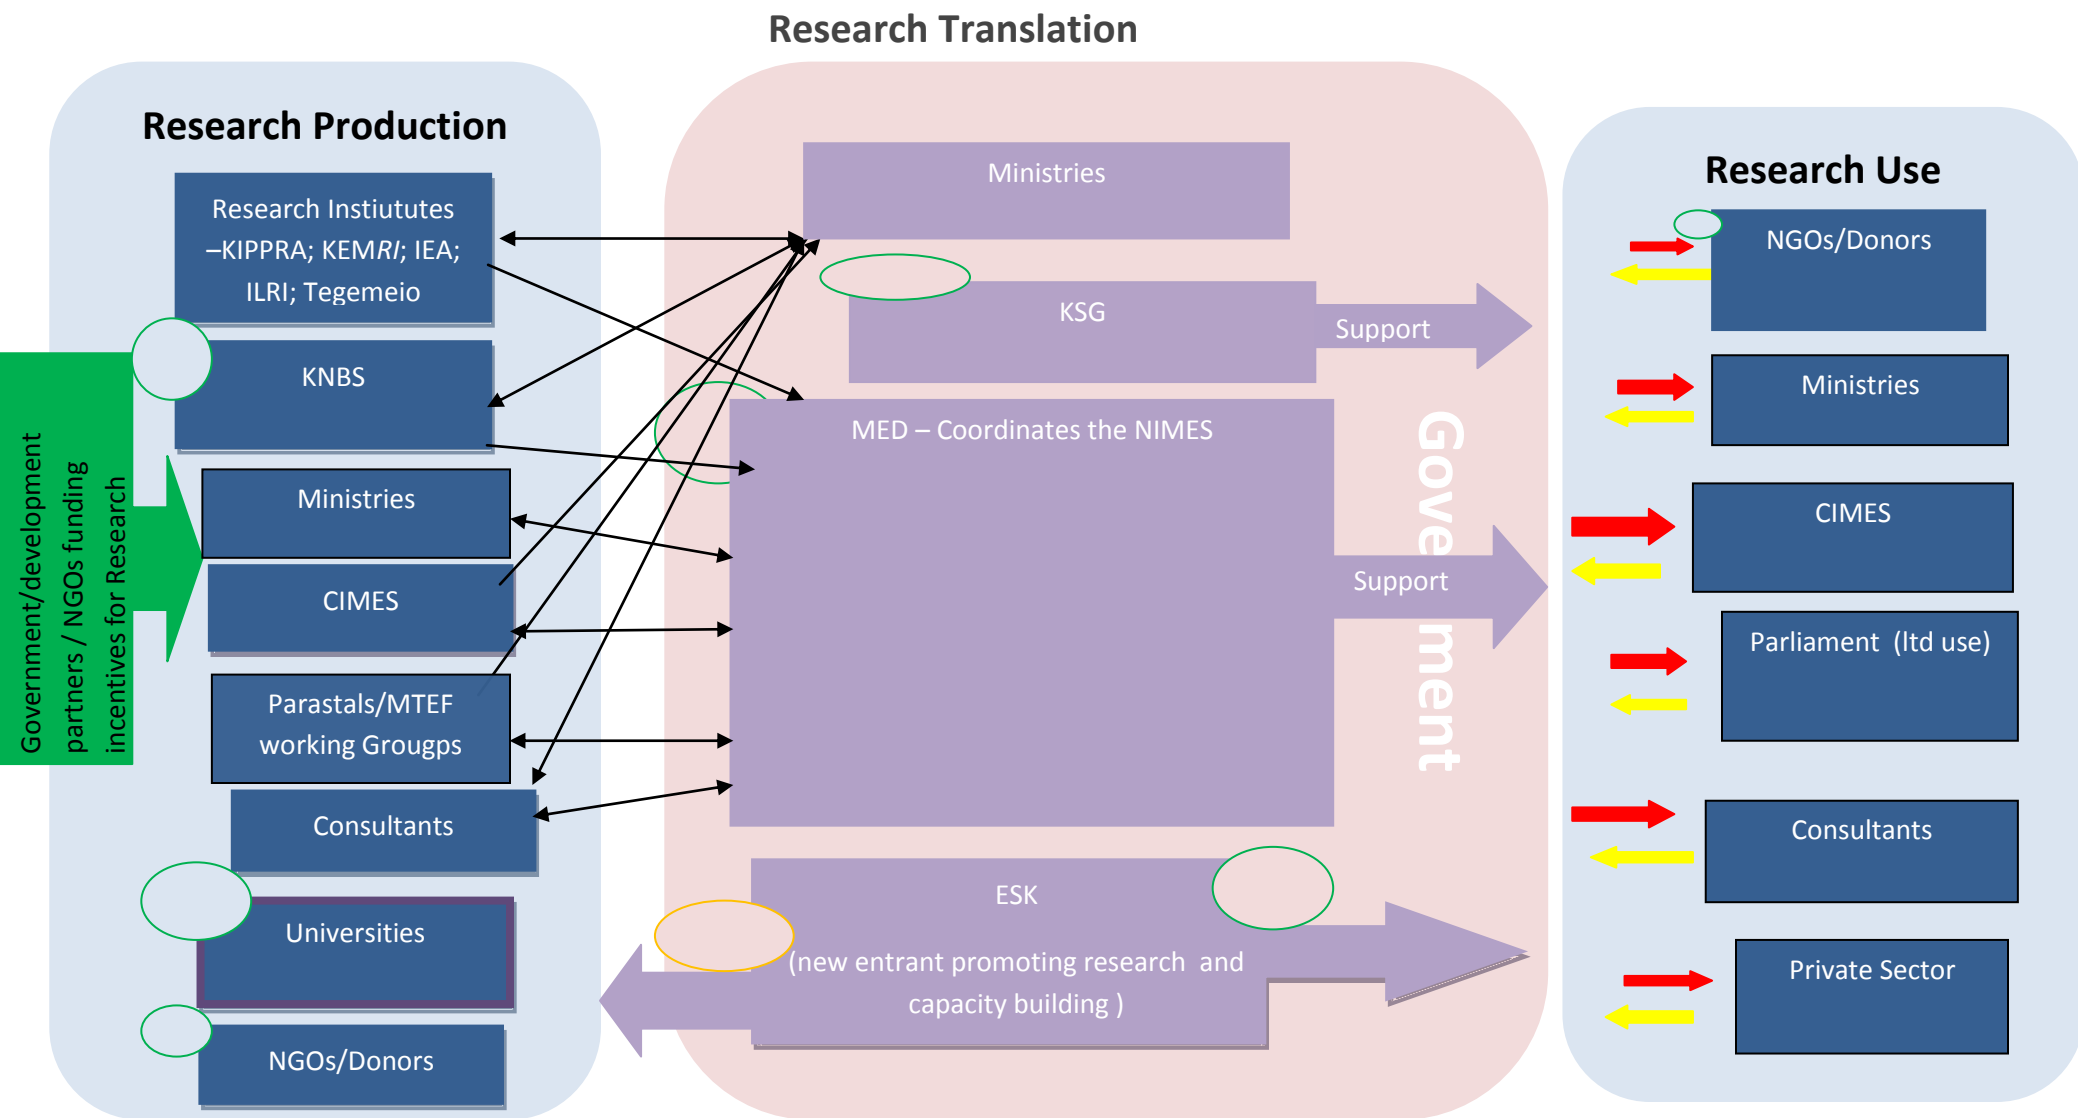 Research Translation
Research Production
Research Instiututes
–KIPPRA; KEMRI; IEA;
ILRI; Tegemeio
KNBS
Ministries
CIMES
Parastals/MTEF
working Grougps
Consultants
Universities
NGOs/Donors
Government/development
partners / NGOs funding
incentives for Research
Ministries
KSG
Support
MED – Coordinates the NIMES
Support
ESK
(new entrant promoting research and
capacity building )
Research Use
NGOs/Donors
Ministries
CIMES
Parliament (ltd use)
Consultants
Private Sector